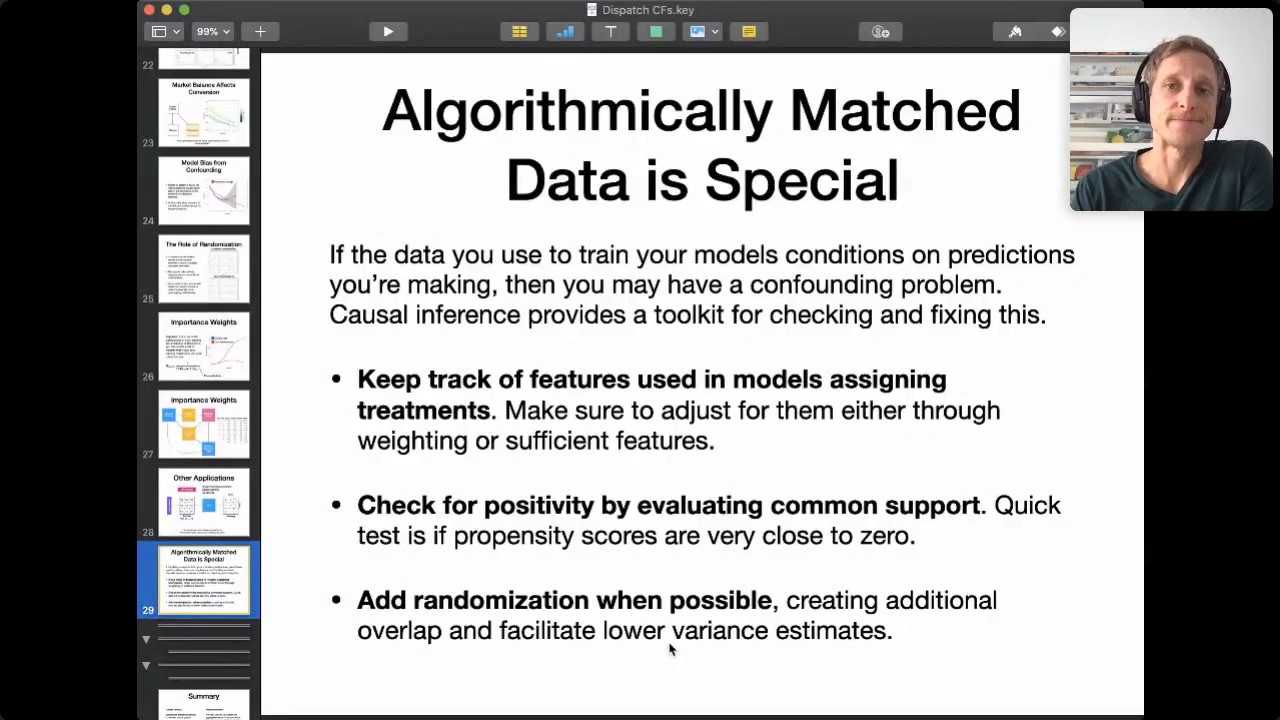 Dispatch CFs.key
99%
22
Market Balance Affects
Conversion
23
Model Bias from
Confounding
24
The Role of Randomization
25
Importance Weights
26
Importance Weights
27
Other Applications
28
Algorithmically Matched
Data is Special
29
Summary
Algorithmically Matched
Data is Special
If the data you use to train your models conditions on predictions
you're making, then you may have a confounding problem.
Causal inference provides a toolkit for checking and fixing this.
• Keep track of features used in models assigning
treatments. Make sure to adjust for them either through
weighting or sufficient features.
• Check for positivity by evaluating common support. Quick
test is if propensity scores are very close to zero.
• Add randomization when possible, creating additional
overlap and facilitate lower variance estimates.